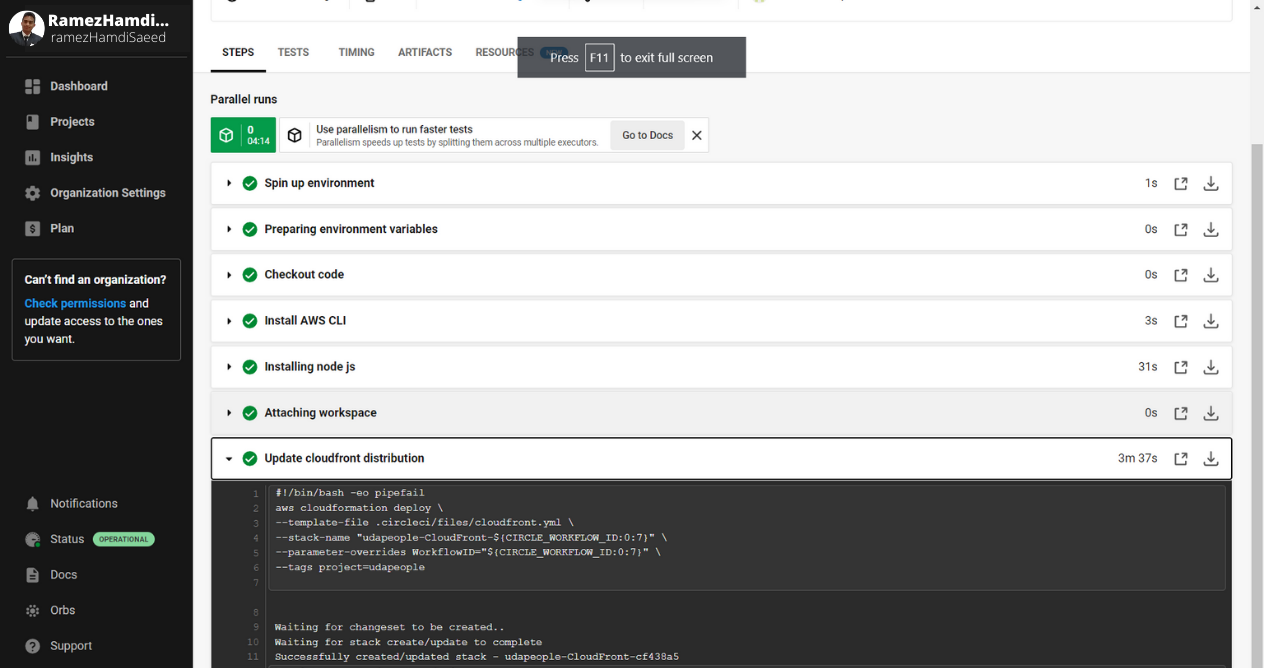 RamezHamdi...
ramezHamdiSaeed
Dashboard
Projects
Insights
Organization Settings
Plan
Can't find an organization?
Check permissions and
update access to the ones
you want.
Notifications
Status OPERATIONAL
Docs
Orbs
Support
STEPS TESTS TIMING ARTIFACTS RESOURCES
Press F11 to exit full screen
Parallel runs
0
04:14
Use parallelism to run faster tests
Parallelism speeds up tests by splitting them across multiple executors.
Go to Docs
Spin up environment 1s
Preparing environment variables 0s
Checkout code 0s
Install AWS CLI 3s
Installing node js 31s
Attaching workspace 0s
Update cloudfront distribution 3m 37s
1 #!/bin/bash -eo pipefail
2 aws cloudformation deploy \
3 --template-file .circleci/files/cloudfront.yml \
4 --stack-name "udapeople-CloudFront-${CIRCLE_WORKFLOW_ID:0:7}" \
5 --parameter-overrides WorkflowID="${CIRCLE_WORKFLOW_ID:0:7}" \
6 --tags project=udapeople
7
8
9 Waiting for changeset to be created..
10 Waiting for stack create/update to complete
11 Successfully created/updated stack - udapeople-CloudFront-cf438a5